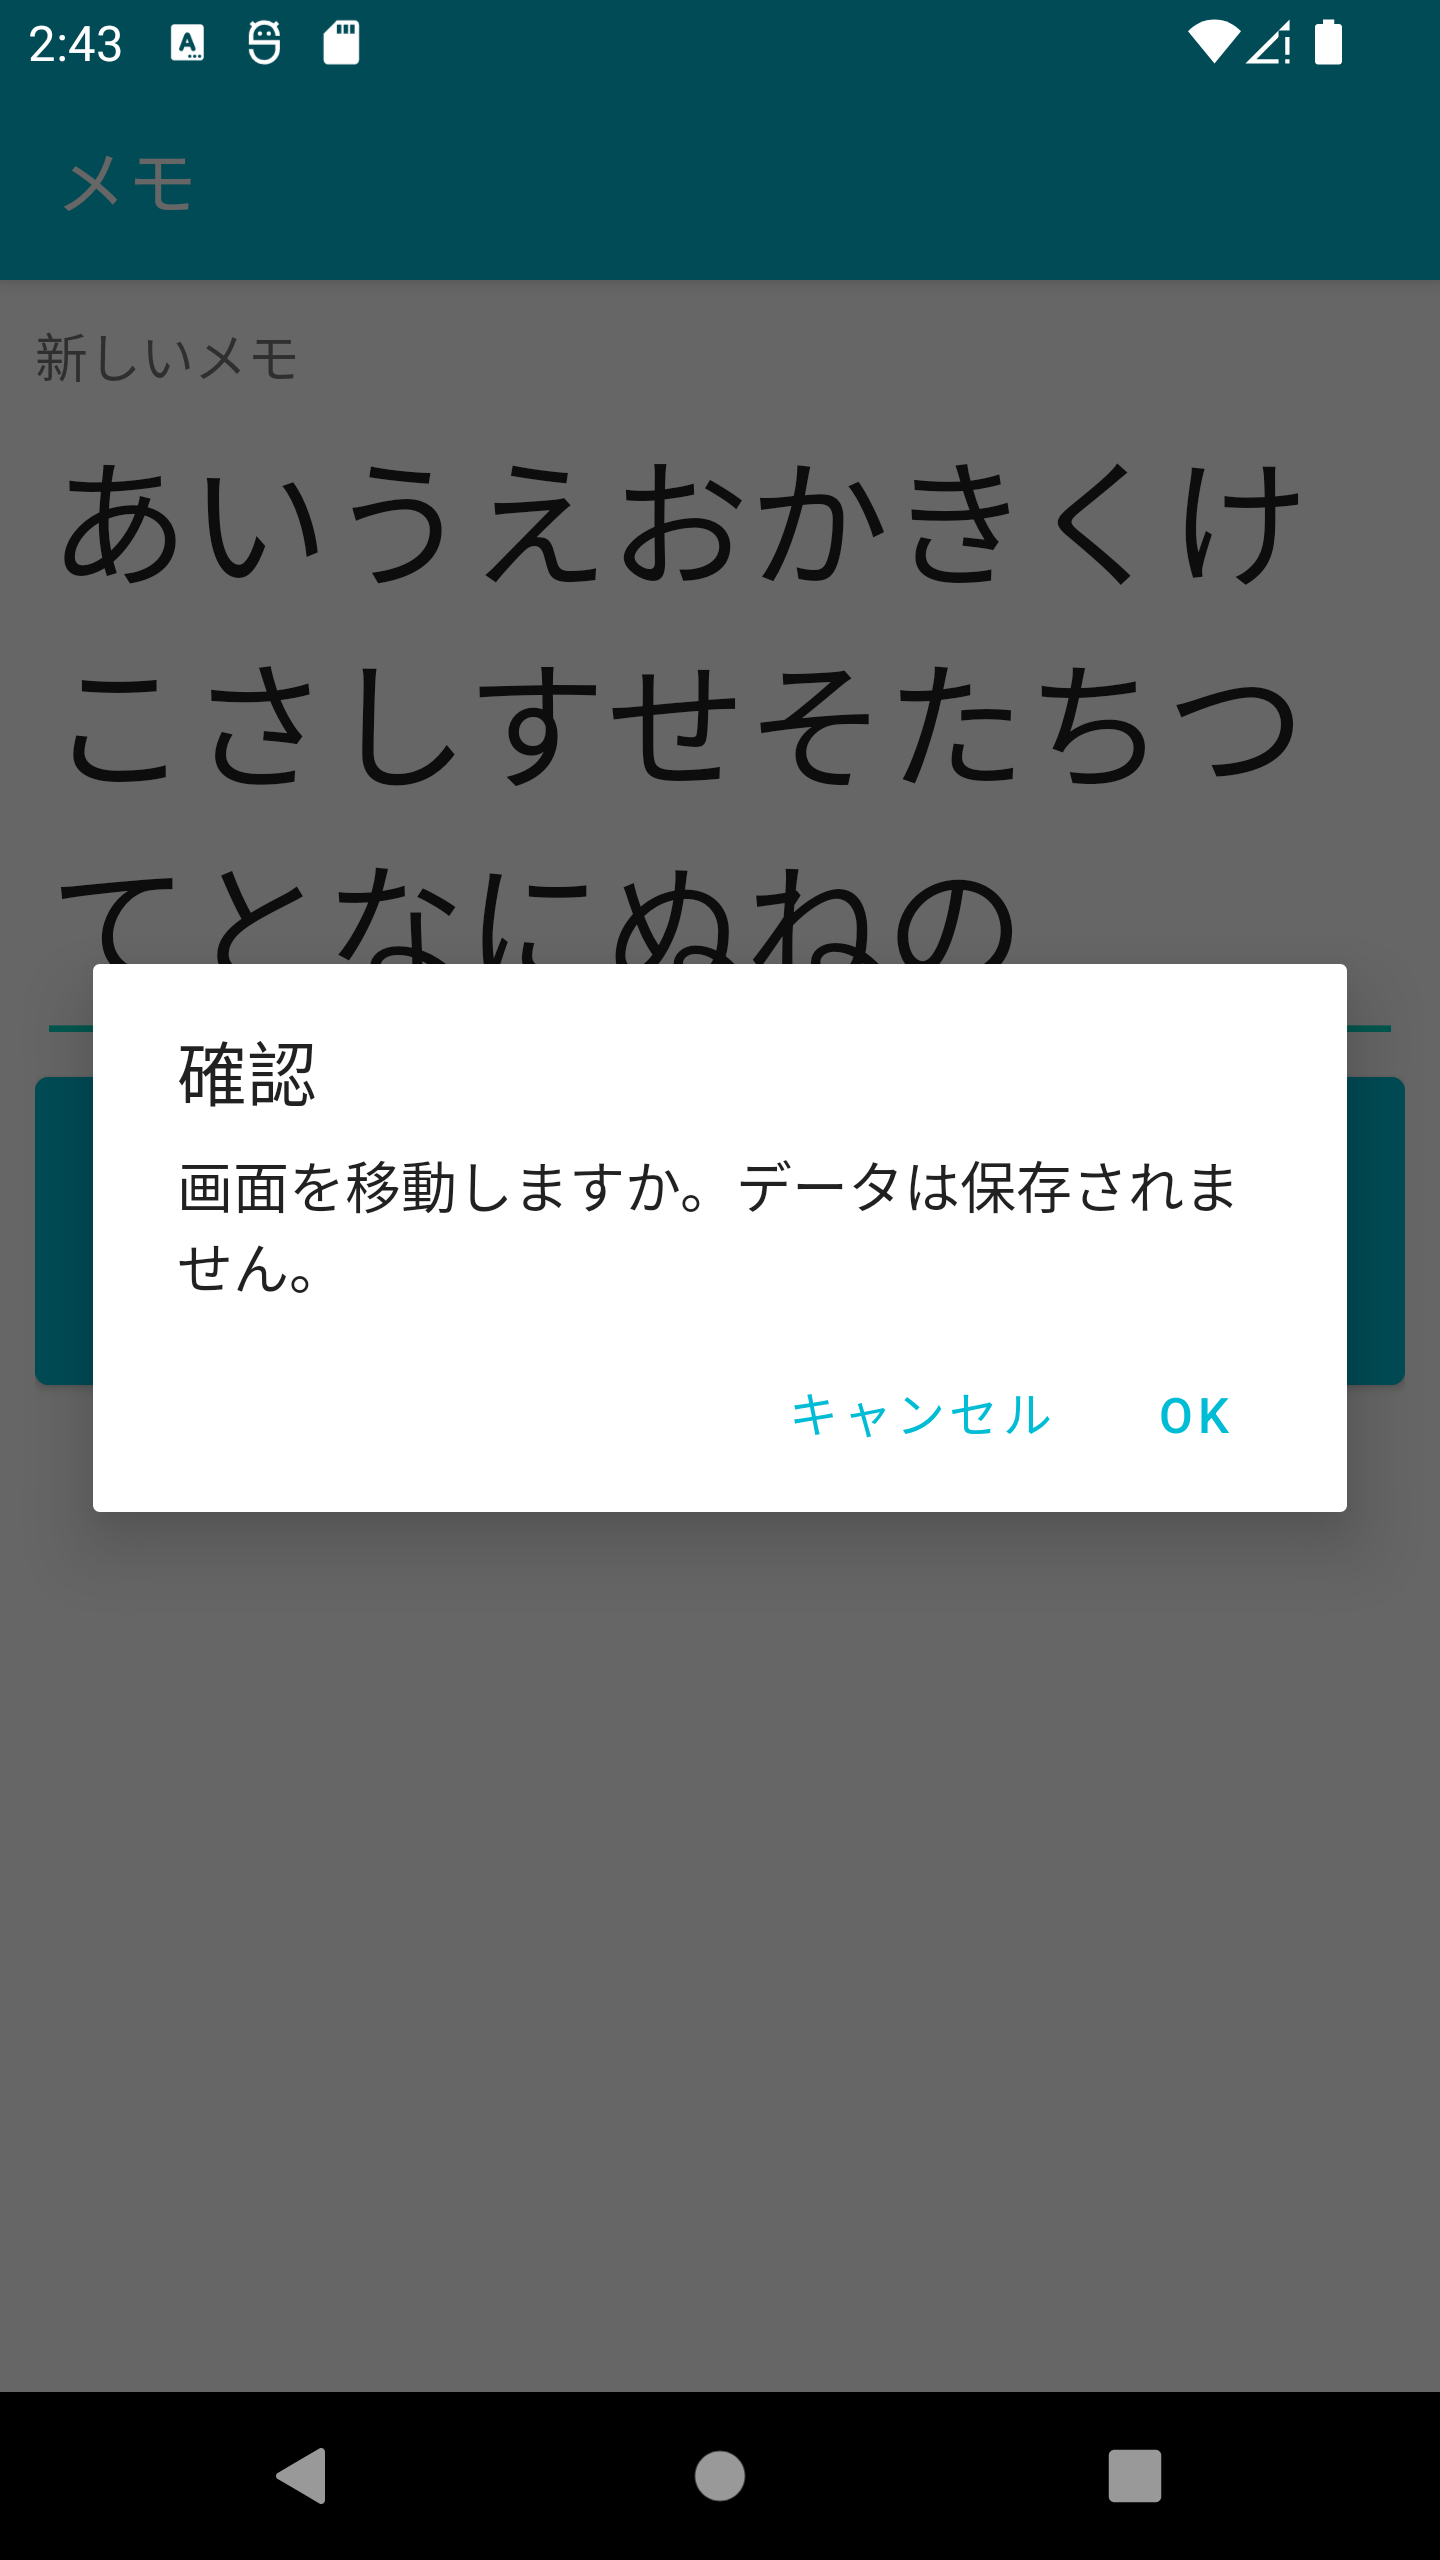 2:43
メモ
新しいメモ
あいうえおかきくけ
こさしすせそたちつ
てとなにぬねの
確認
画面を移動しますか。データは保存されま
せん。
キャンセル OK